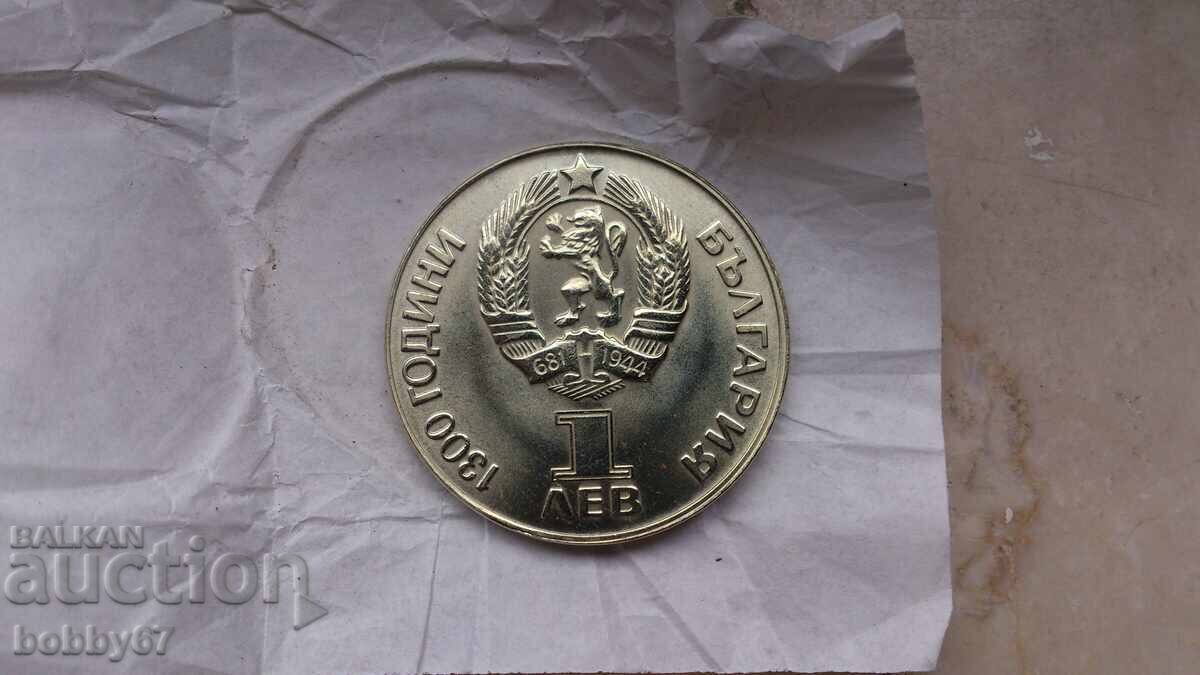 1300 ГОДИНИ
БЪЛГАРИЯ
681 1944
1
ЛЕВ
BALKAN
auction
bobby67